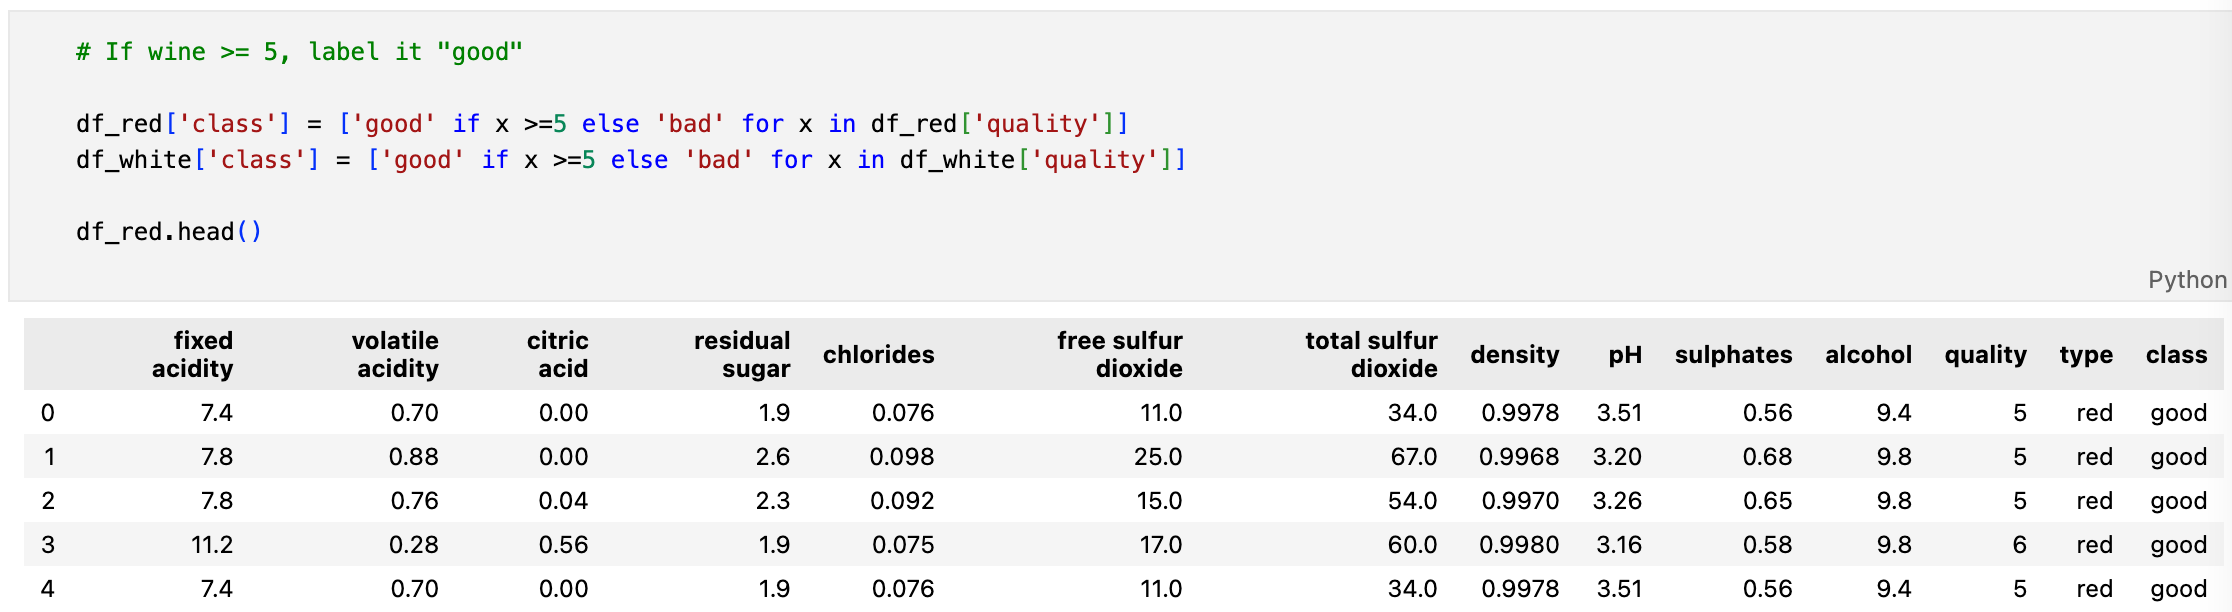 # If wine >= 5, label it "good"
df_red['class'] = ['good' if x >=5 else 'bad' for x in df_red['quality']]
df_white['class'] = ['good' if x >=5 else 'bad' for x in df_white['quality']]
df_red.head()
Python
fixed acidity volatile acidity citric acid residual sugar chlorides free sulfur dioxide total sulfur dioxide density pH sulphates alcohol quality type class
0 7.4 0.70 0.00 1.9 0.076 11.0 34.0 0.9978 3.51 0.56 9.4 5 red good
1 7.8 0.88 0.00 2.6 0.098 25.0 67.0 0.9968 3.20 0.68 9.8 5 red good
2 7.8 0.76 0.04 2.3 0.092 15.0 54.0 0.9970 3.26 0.65 9.8 5 red good
3 11.2 0.28 0.56 1.9 0.075 17.0 60.0 0.9980 3.16 0.58 9.8 6 red good
4 7.4 0.70 0.00 1.9 0.076 11.0 34.0 0.9978 3.51 0.56 9.4 5 red good